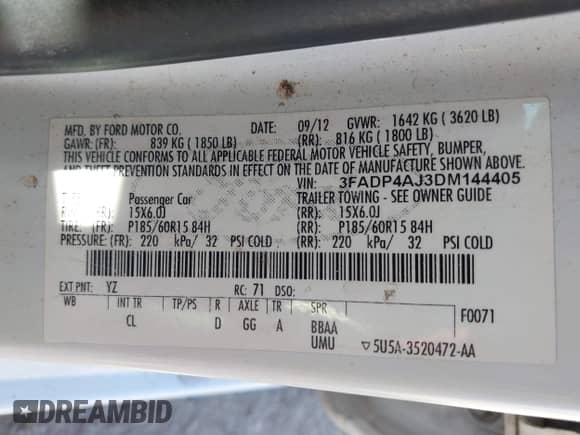 MFD. BY FORD MOTOR CO. DATE: 09/12 GVWR: 1642 KG ( 3620 LB)
GAWR: (FR): 839 KG ( 1850 LB) (RR): 816 KG ( 1800 LB)
THIS VEHICLE CONFORMS TO ALL APPLICABLE FEDERAL MOTOR VEHICLE SAFETY, BUMPER,
AND THEFT PREVENTION STANDARDS IN EFFECT ON THE DATE OF MANUFACTURE SHOWN ABOVE.
VIN: 3FADP4AJ3DM144405
TYPE: Passenger Car TRAILER TOWING - SEE OWNER GUIDE
RIM: (FR): 15X6.0J (RR): 15X6.0J
TIRE: (FR): P185/60R15 84H (RR): P185/60R15 84H
PRESSURE: (FR): 220 kPa/ 32 PSI COLD (RR): 220 kPa/ 32 PSI COLD
EXT PNT: YZ RC: 71 DSO:
WB INT TR TP/PS R AXLE TR SPR F0071
CL D GG A BBAA
UMU ▽5U5A-3520472-AA
DREAMBID